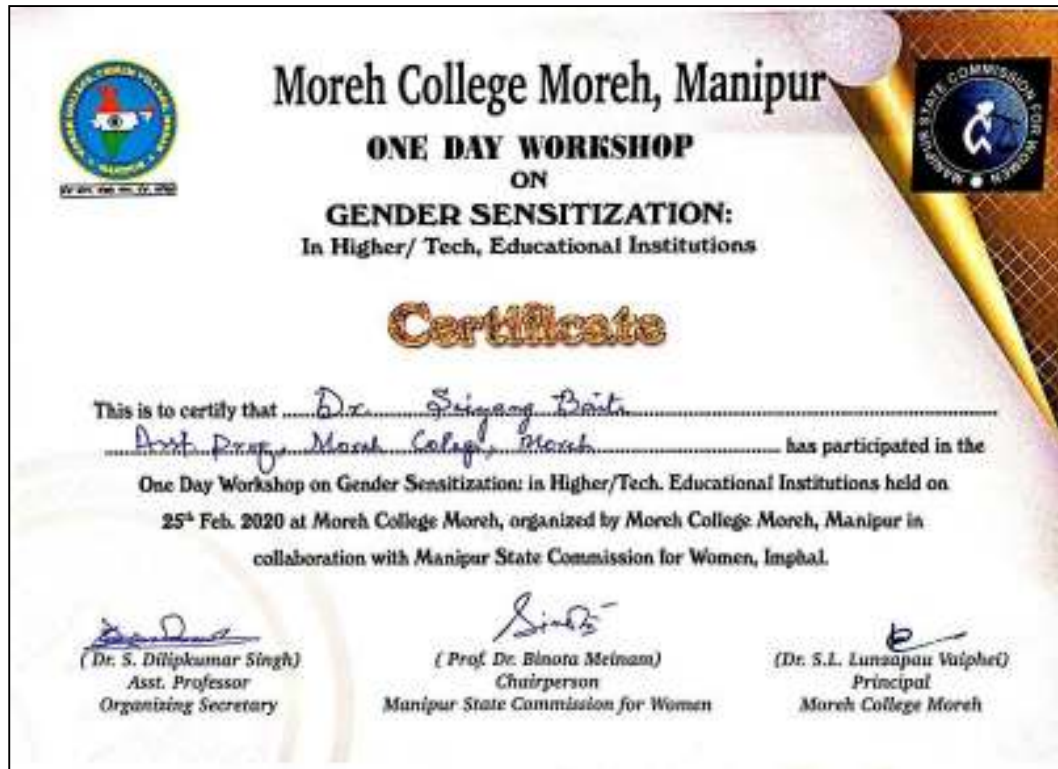 Moreh College Moreh, Manipur
ONE DAY WORKSHOP
ON
GENDER SENSITIZATION:
In Higher/ Tech, Educational Institutions
MANIPUR STATE COMMISSION FOR WOMEN
Certificate
This is to certify that Dr.
Asst. Prof, Moreh Colege, Moreh has participated in the
One Day Workshop on Gender Sensitization: in Higher/Tech. Educational Institutions held on
25th Feb. 2020 at Moreh College Moreh, organized by Moreh College Moreh, Manipur in
collaboration with Manipur State Commission for Women, Imphal.
( Dr. S. Dilipkumar Singh)
Asst. Professor
Organizing Secretary
( Prof. Dr. Binota Meinam)
Chairperson
Manipur State Commission for Women
(Dr. S.L. Lunzapau Vaiphei)
Principal
Moreh College Moreh